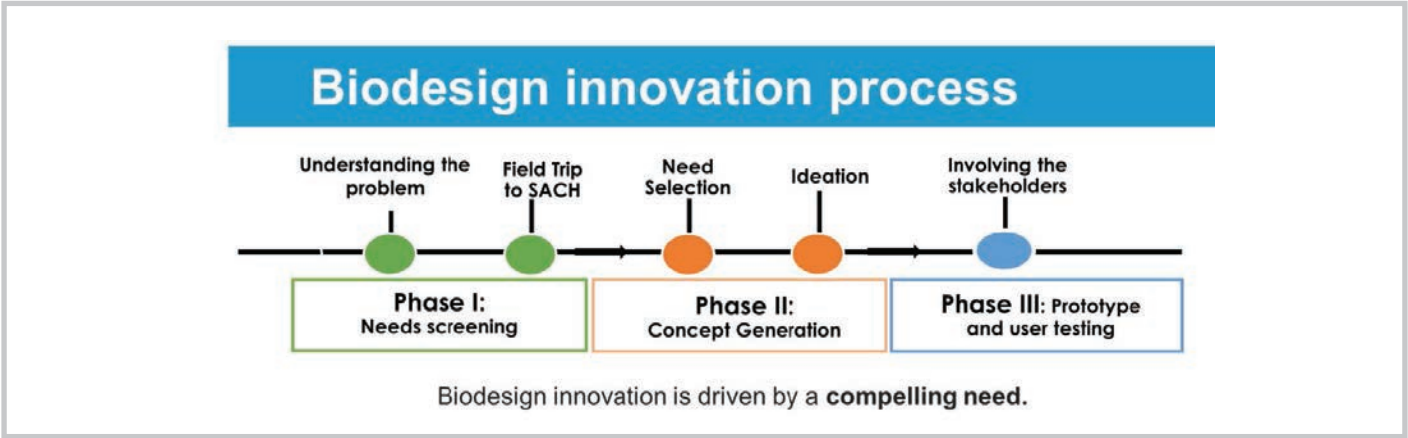 Biodesign innovation process
Understanding the
problem
Field Trip
to SACH
Need
Selection
Ideation
Involving the
stakeholders
Phase I:
Needs screening
Phase II:
Concept Generation
Phase III: Prototype
and user testing
Biodesign innovation is driven by a compelling need.